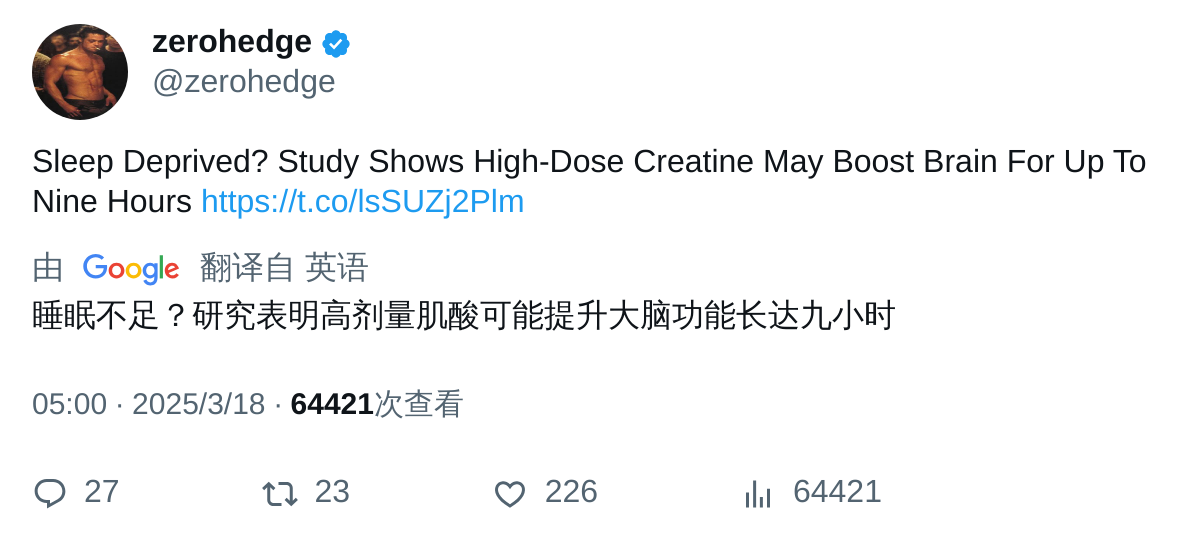 zerohedge
@zerohedge
Sleep Deprived? Study Shows High-Dose Creatine May Boost Brain For Up To
Nine Hours https://t.co/lsSUZj2Plm
由 Google 翻译自 英语
睡眠不足？研究表明高剂量肌酸可能提升大脑功能长达九小时
05:00 · 2025/3/18 · 64421次查看
27 23 226 64421